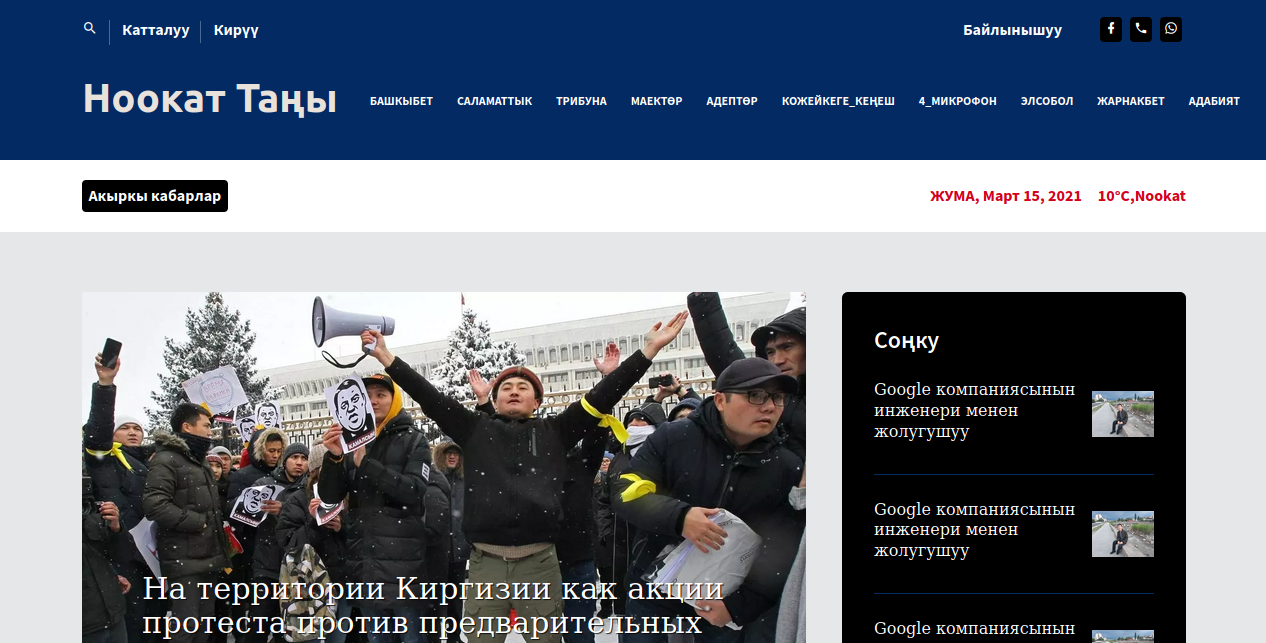 Катталуу
Кирүү
Байлынышуу
Ноокат Таңы
БАШКЫБЕТ
САЛАМАТТЫК
ТРИБУНА
МАЕКТӨР
АДЕПТӨР
КОЖЕЙКЕГЕ_КЕҢЕШ
4_МИКРОФОН
ЭЛСОБОЛ
ЖАРНАКБЕТ
АДАБИЯТ
Акыркы кабарлар
ЖУМА, Март 15, 2021
10°C,Nookat
На территории Киргизии как акции
протеста против предварительных
Соңку
Google компаниясынын
инженери менен
жолугушуу
Google компаниясынын
инженери менен
жолугушуу
Google компаниясынын